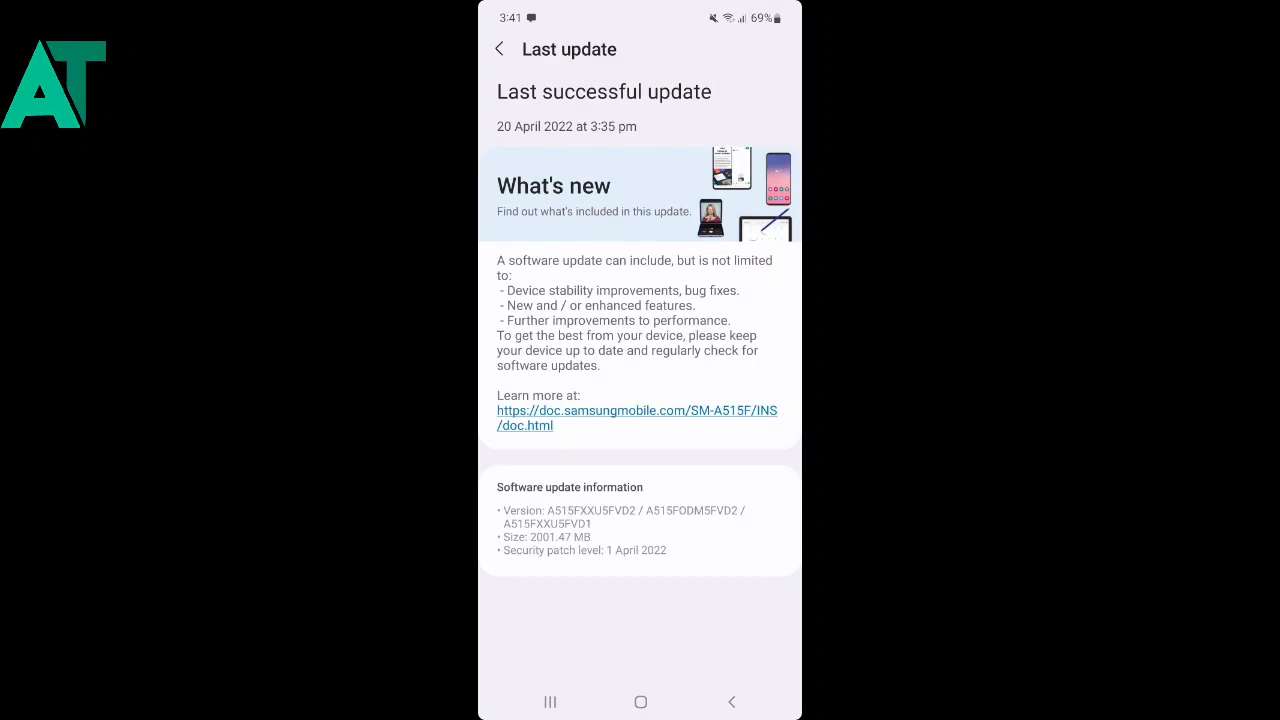 AT
3:41
69%
Last update
Last successful update
20 April 2022 at 3:35 pm
What's new
Find out what's included in this update.
A software update can include, but is not limited
to:
- Device stability improvements, bug fixes.
- New and / or enhanced features.
- Further improvements to performance.
To get the best from your device, please keep
your device up to date and regularly check for
software updates.
Learn more at:
https://doc.samsungmobile.com/SM-A515F/INS
/doc.html
Software update information
• Version: A515FXXU5FVD2 / A515FODM5FVD2 /
A515FXXU5FVD1
• Size: 2001.47 MB
• Security patch level: 1 April 2022